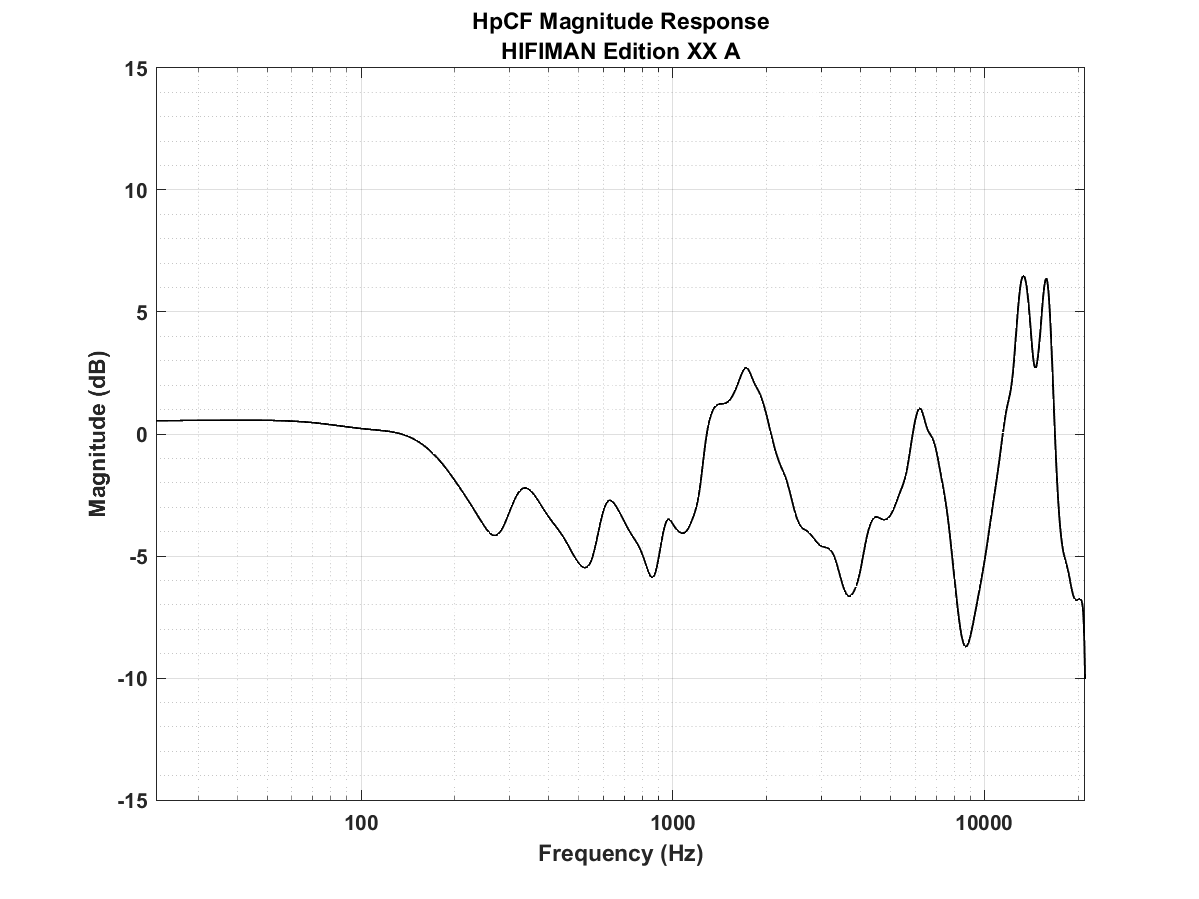 HpCF Magnitude Response
HIFIMAN Edition XX A
15
10
5
0
-5
-10
-15
Magnitude (dB)
100
1000
10000
Frequency (Hz)